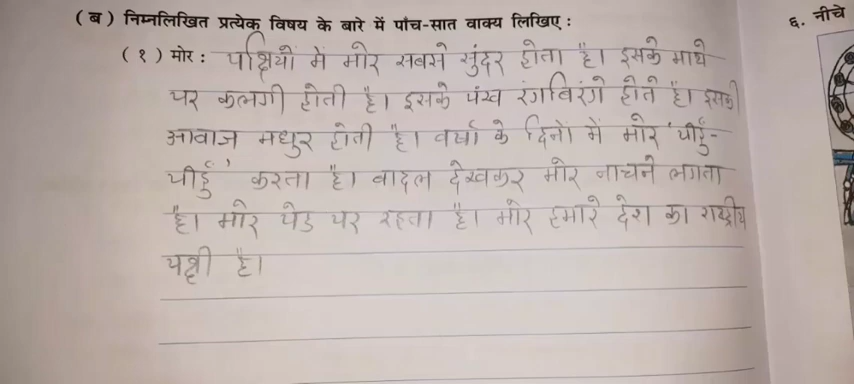 (ब) निम्नलिखित प्रत्येक विषय के बारे में पाँच-सात वाक्य लिखिए :
६. नीचे
(१) मोर : पक्षियों में मोर सबसे सुंदर होता है। इसके माथे
पर कलगी होती है। इसके पंख रंगबिरंगे होते है। इसकी
आवाज मधुर होती है। वर्षा के दिनों में मोर 'पीहुँ-
पीहुँ' करता है। बादल देखकर मोर नाचने लगता
है। मोर पेड पर रहता है। मोर हमारे देश का राष्ट्रीय
पक्षी है।